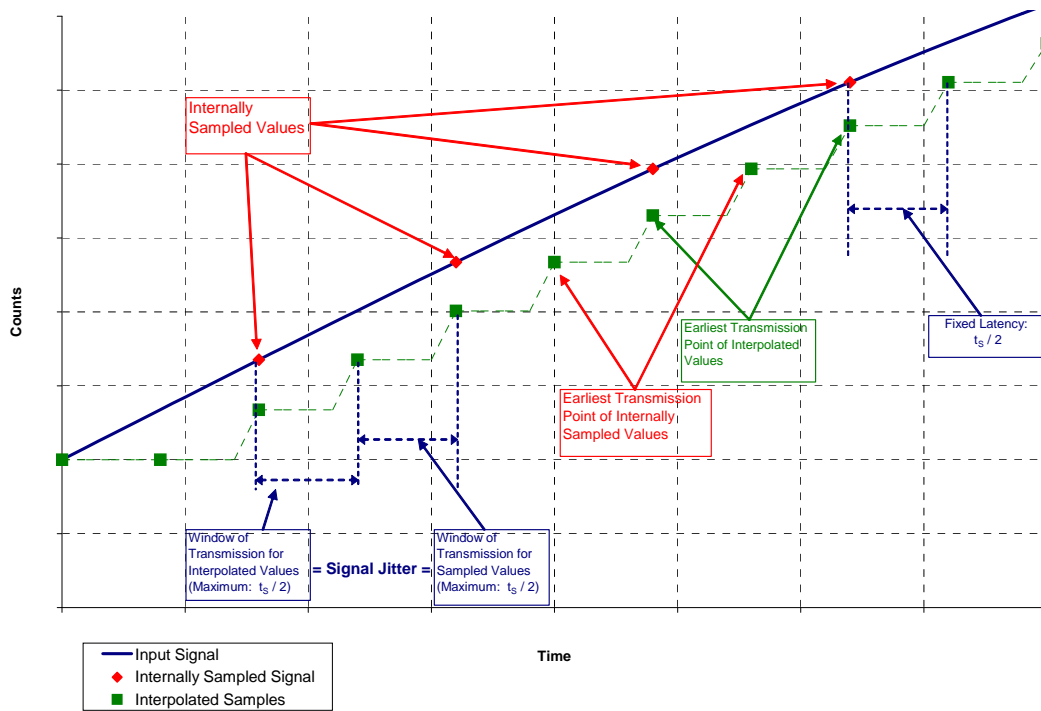 Internally
Sampled Values
Counts
Fixed Latency:
tS / 2
Earliest Transmission
Point of Interpolated
Values
Earliest Transmission
Point of Internally
Sampled Values
Window of
Transmission for
Interpolated Values
(Maximum: tS / 2)
= Signal Jitter =
Window of
Transmission for
Sampled Values
(Maximum: tS / 2)
Time
Input Signal
Internally Sampled Signal
Interpolated Samples